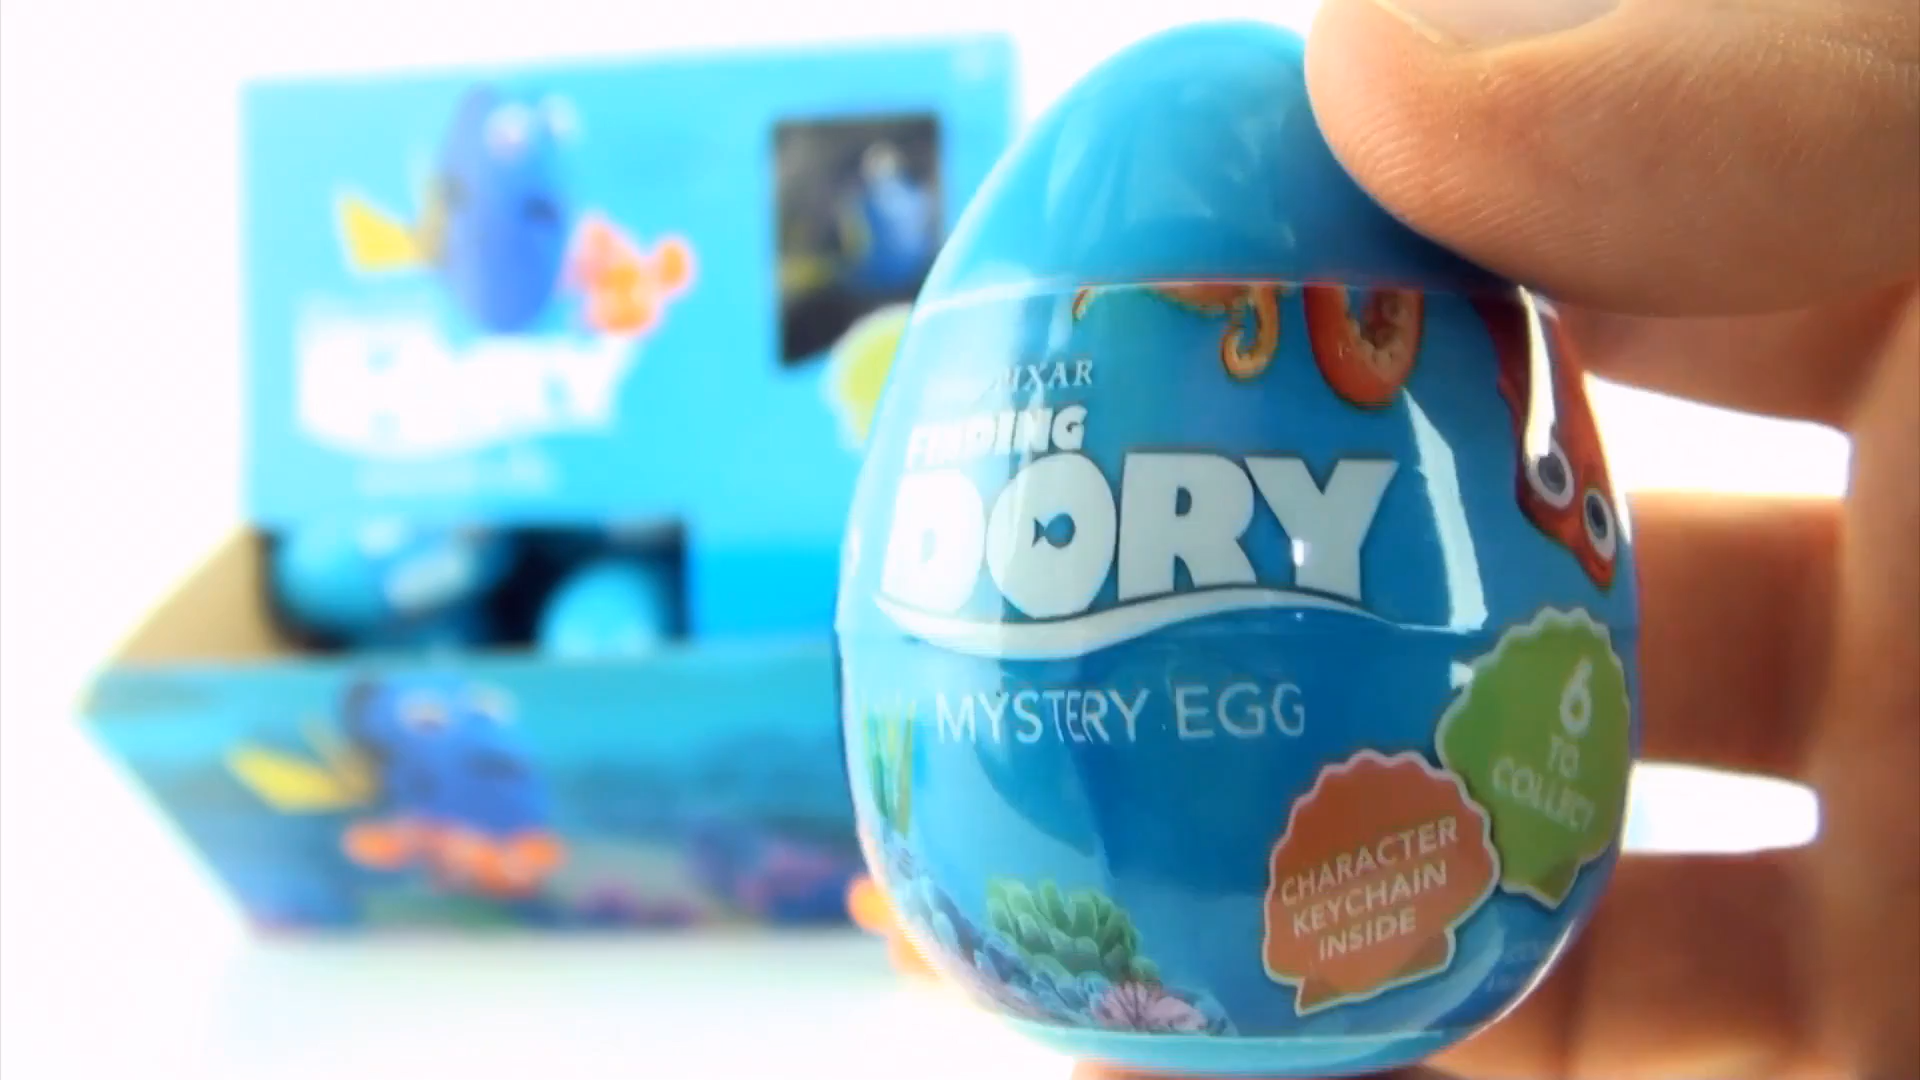 PIXAR
FINDING
DORY
MYSTERY EGG
6
TO
COLLECT
CHARACTER
KEYCHAIN
INSIDE